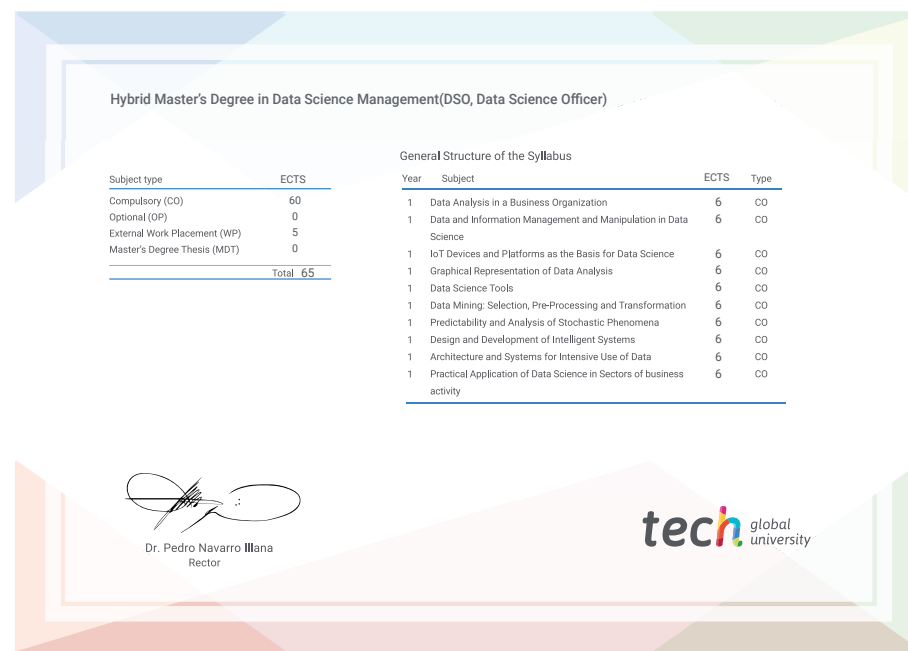 Hybrid Master's Degree in Data Science Management(DSO, Data Science Officer)
Subject type ECTS
Compulsory (CO) 60
Optional (OP) 0
External Work Placement (WP) 5
Master's Degree Thesis (MDT) 0
Total 65
General Structure of the Syllabus
Year Subject ECTS Type
1 Data Analysis in a Business Organization 6 CO
1 Data and Information Management and Manipulation in Data 6 CO
Science
1 IoT Devices and Platforms as the Basis for Data Science 6 CO
1 Graphical Representation of Data Analysis 6 CO
1 Data Science Tools 6 CO
1 Data Mining: Selection, Pre-Processing and Transformation 6 CO
1 Predictability and Analysis of Stochastic Phenomena 6 CO
1 Design and Development of Intelligent Systems 6 CO
1 Architecture and Systems for Intensive Use of Data 6 CO
1 Practical Application of Data Science in Sectors of business 6 CO
activity
Dr. Pedro Navarro Illana
Rector
tech global
university